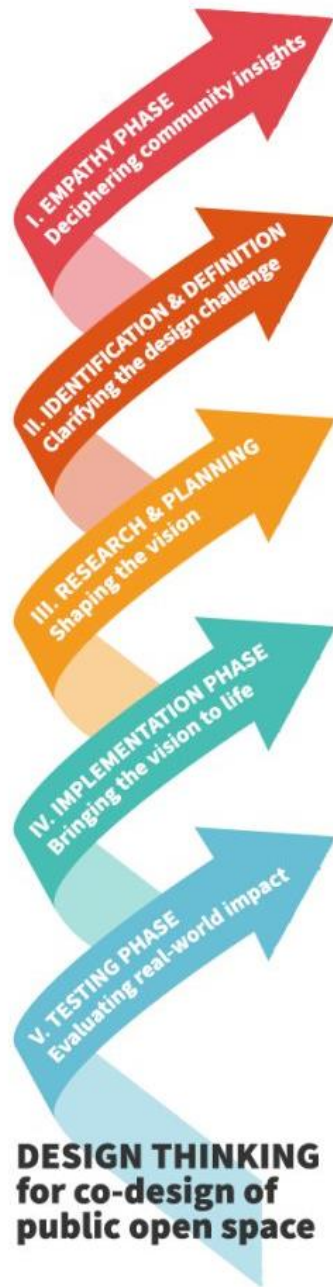 I. EMPATHY PHASE
Deciphering community insights
II. IDENTIFICATION & DEFINITION
Clarifying the design challenge
III. RESEARCH & PLANNING
Shaping the vision
IV. IMPLEMENTATION PHASE
Bringing the vision to life
V. TESTING PHASE
Evaluating real-world impact
DESIGN THINKING
for co-design of
public open space